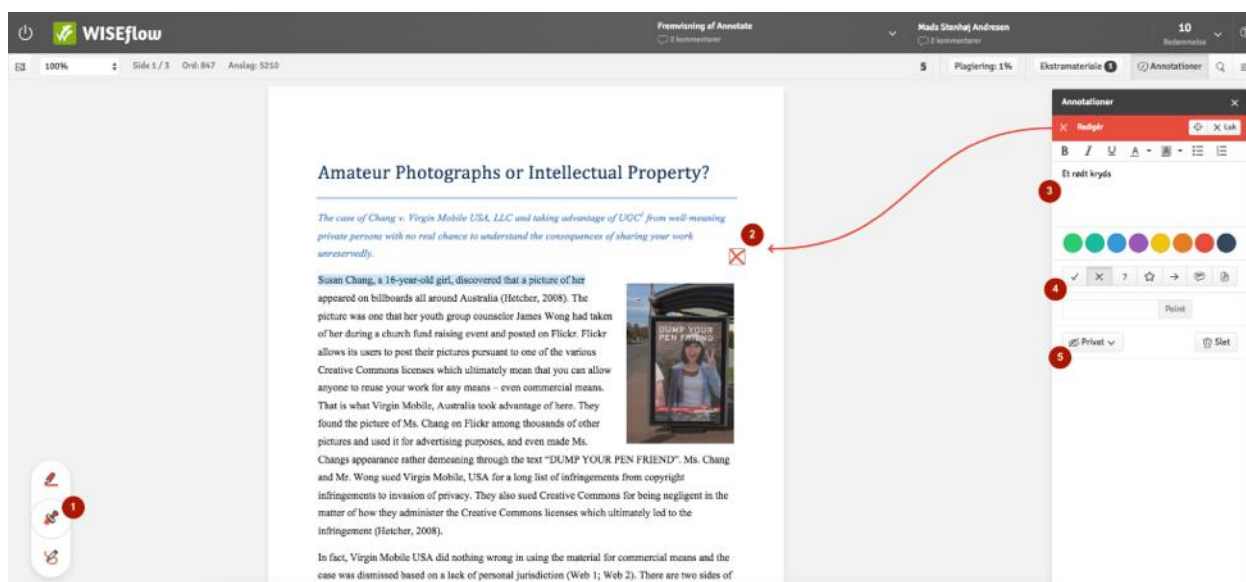 WISEflow
Fremvisning af Annotate
2 kommentarer
Mads Stenhøj Andresen
2 kommentarer
10
Bedømmelse
100%
Side 1 / 3 Ord: 847 Anslag: 5210
5
Plagiering: 1%
Ekstramateriale 1
Annotationer
Annotationer
Redigér
Luk
B I U A A
Et rødt kryds
3
Amateur Photographs or Intellectual Property?
The case of Chang v. Virgin Mobile USA, LLC and taking advantage of UGC¹ from well-meaning
private persons with no real chance to understand the consequences of sharing your work
unreservedly.
2
Susan Chang, a 16-year-old girl, discovered that a picture of her
appeared on billboards all around Australia (Hetcher, 2008). The
picture was one that her youth group counselor James Wong had taken
of her during a church fund raising event and posted on Flickr. Flickr
allows its users to post their pictures pursuant to one of the various
Creative Commons licenses which ultimately mean that you can allow
anyone to reuse your work for any means – even commercial means.
That is what Virgin Mobile, Australia took advantage of here. They
found the picture of Ms. Chang on Flickr among thousands of other
pictures and used it for advertising purposes, and even made Ms.
Changs appearance rather demeaning through the text “DUMP YOUR PEN FRIEND”. Ms. Chang
and Mr. Wong sued Virgin Mobile, USA for a long list of infringements from copyright
infringements to invasion of privacy. They also sued Creative Commons for being negligent in the
matter of how they administer the Creative Commons licenses which ultimately led to the
infringement (Hetcher, 2008).
In fact, Virgin Mobile USA did nothing wrong in using the material for commercial means and the
case was dismissed based on a lack of personal jurisdiction (Web 1; Web 2). There are two sides of
DUMP YOUR
PEN FRIEND
4
?
Point
5
Privat
Slet
1